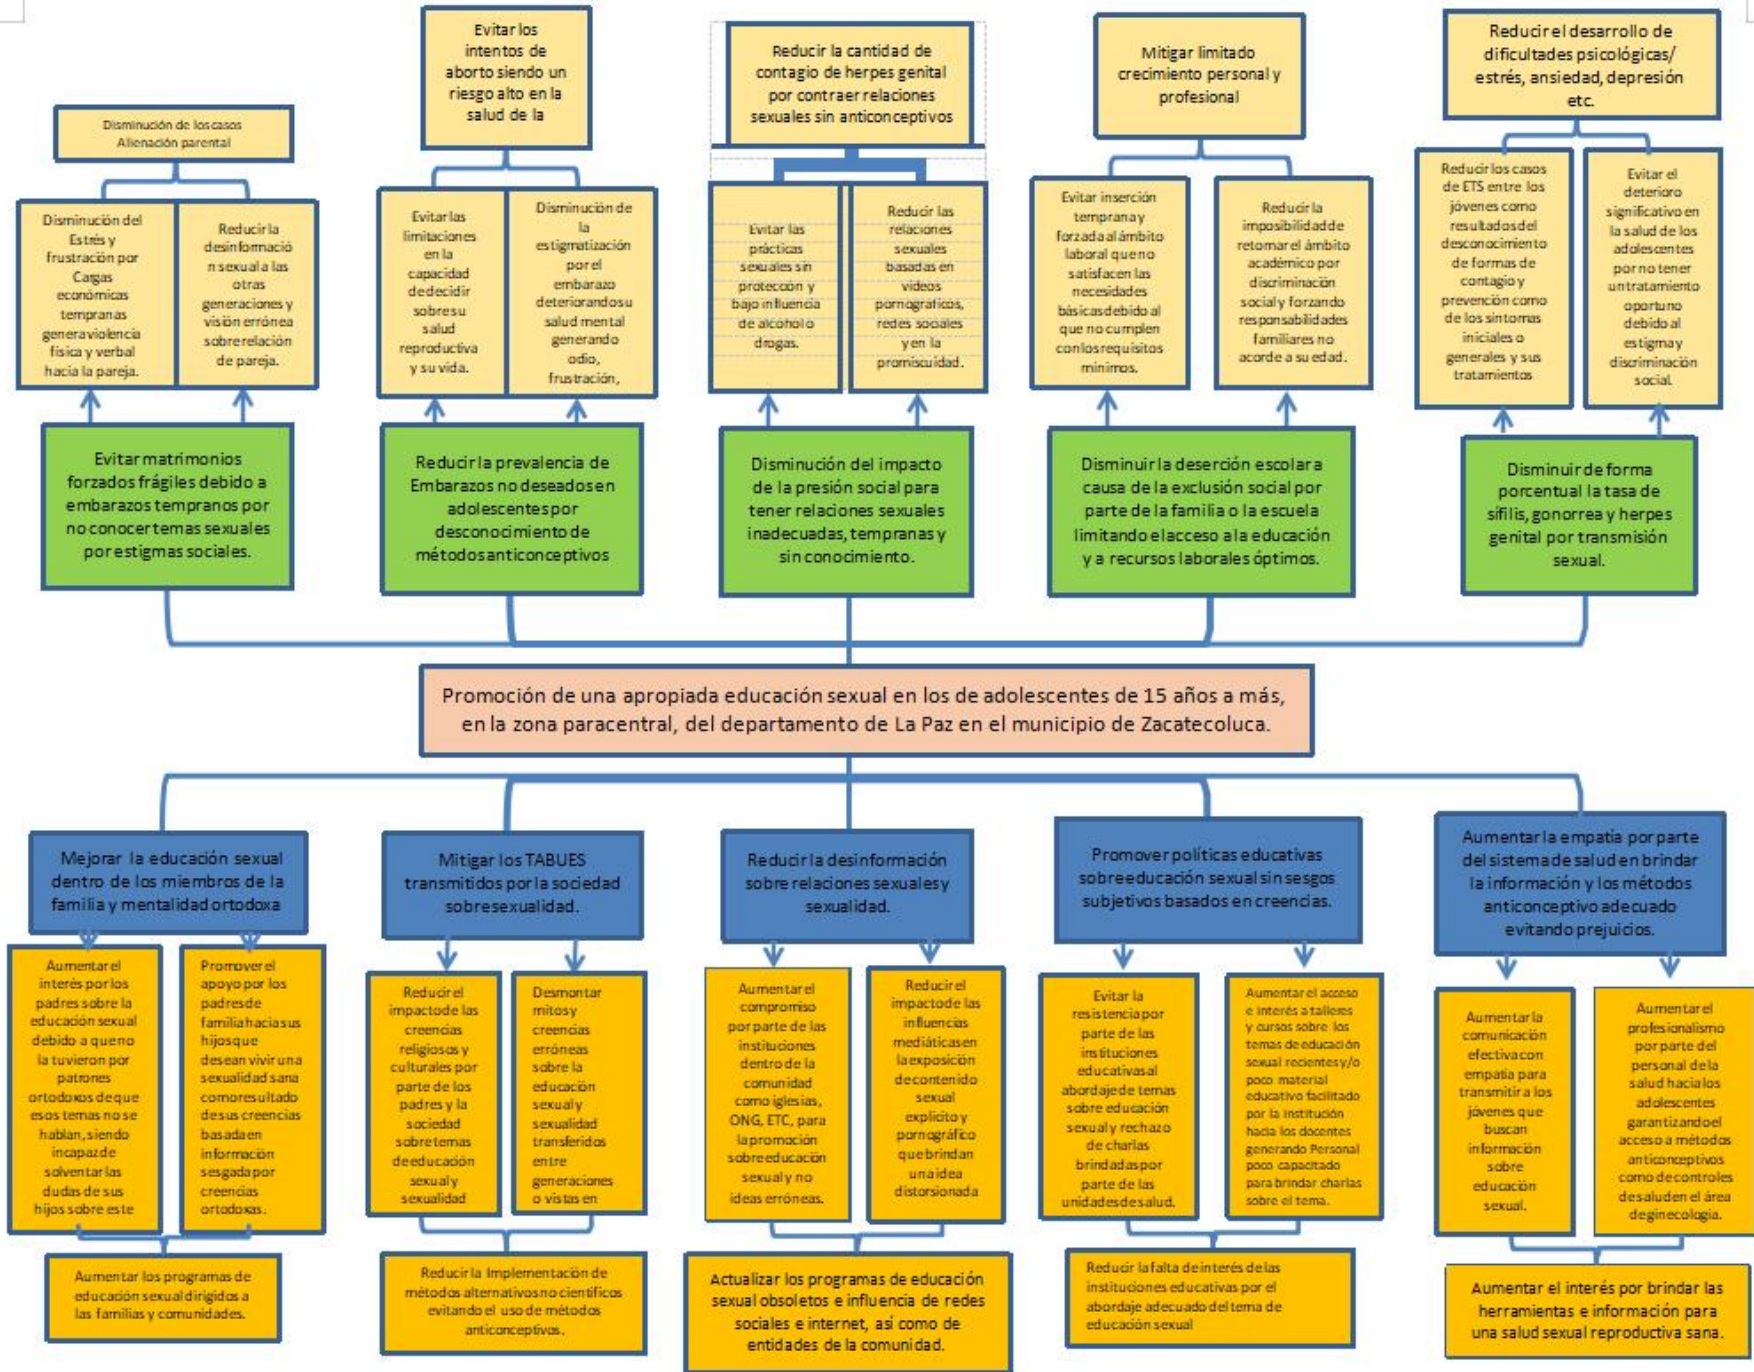 Evitar los
intentos de
aborto siendo un
riesgo alto en la
salud de la
Reducir la cantidad de
contagio de herpes genital
por contraer relaciones
sexuales sin anticonceptivos
Mitigar limitado
crecimiento personal y
profesional
Reducir el desarrollo de
dificultades psicológicas/
estrés, ansiedad, depresión
etc.
Disminución de los casos
Alienación parental
Disminución del
Estrés y
frustración por
Cargas
económicas
tempranas
genera violencia
física y verbal
hacia la pareja.
Reducir la
desinformació
n sexual a las
otras
generaciones y
visión errónea
sobre relación
de pareja.
Evitar las
limitaciones
en la
capacidad
de decidir
sobre su
salud
reproductiva
y su vida.
Disminución de
la
estigmatización
por el
embarazo
deteriorando su
salud mental
generando
odio,
frustración,
Evitar las
prácticas
sexuales sin
protección y
bajo influencia
de alcohol o
drogas.
Reducir las
relaciones
sexuales
basadas en
videos
pornograficos,
redes sociales
y en la
promiscuidad.
Evitar inserción
temprana y
forzada al ámbito
laboral que no
satisfacen las
necesidades
básicas debido al
que no cumplen
con los requisitos
mínimos.
Reducir la
imposibilidad de
retomar el ámbito
académico por
discriminación
social y forzando
responsabilidades
familiares no
acorde a su edad.
Reducir los casos
de ETS entre los
jóvenes como
resultados del
desconocimiento
de formas de
contagio y
prevención como
de los síntomas
iniciales o
generales y sus
tratamientos
Evitar el
deterioro
significativo en
la salud de los
adolescentes
por no tener
un tratamiento
oportuno
debido al
estigma y
discriminación
social.
Evitar matrimonios
forzados frágiles debido a
embarazos tempranos por
no conocer temas sexuales
por estigmas sociales.
Reducir la prevalencia de
Embarazos no deseados en
adolescentes por
desconocimiento de
métodos anticonceptivos
Disminución del impacto
de la presión social para
tener relaciones sexuales
inadecuadas, tempranas y
sin conocimiento.
Disminuir la deserción escolar a
causa de la exclusión social por
parte de la familia o la escuela
limitando el acceso a la educación
y a recursos laborales óptimos.
Disminuir de forma
porcentual la tasa de
sífilis, gonorrea y herpes
genital por transmisión
sexual.
Promoción de una apropiada educación sexual en los de adolescentes de 15 años a más,
en la zona paracentral, del departamento de La Paz en el municipio de Zacatecoluca.
Mejorar la educación sexual
dentro de los miembros de la
familia y mentalidad ortodoxa
Mitigar los TABUES
transmitidos por la sociedad
sobre sexualidad.
Reducir la desinformación
sobre relaciones sexuales y
sexualidad.
Promover políticas educativas
sobre educación sexual sin sesgos
subjetivos basados en creencias.
Aumentar la empatía por parte
del sistema de salud en brindar
la información y los métodos
anticonceptivo adecuado
evitando prejuicios.
Aumentar el
interés por los
padres sobre la
educación sexual
debido a que no
la tuvieron por
patrones
ortodoxos de que
esos temas no se
hablan, siendo
incapaz de
solventar las
dudas de sus
hijos sobre este
Promover el
apoyo por los
padres de
familia hacia sus
hijos que
desean vivir una
sexualidad sana
como resultado
de sus creencias
basada en
información
sesgada por
creencias
ortodoxas.
Reducir el
impacto de las
creencias
religiosos y
culturales por
parte de los
padres y la
sociedad
sobre temas
de educación
sexual y
sexualidad
Desmontar
mitos y
creencias
erróneas
sobre la
educación
sexual y
sexualidad
transferidos
entre
generaciones
o vistas en
Aumentar el
compromiso
por parte de las
instituciones
dentro de la
comunidad
como iglesias,
ONG, ETC, para
la promoción
sobre educación
sexual y no
ideas erróneas.
Reducir el
impacto de las
influencias
mediáticas en
la exposición
de contenido
sexual
explícito y
pornográfico
que brindan
una idea
distorsionada
Evitar la
resistencia por
parte de las
instituciones
educativas al
abordaje de temas
sobre educación
sexual y rechazo
de charlas
brindadas por
parte de las
unidades de salud.
Aumentar el acceso
e interés a talleres
y cursos sobre los
temas de educación
sexual recientes y/o
poco material
educativo facilitado
por la institución
hacia los docentes
generando Personal
poco capacitado
para brindar charlas
sobre el tema.
Aumentar la
comunicación
efectiva con
empatía para
transmitir a los
jóvenes que
buscan
información
sobre
educación
sexual.
Aumentar el
profesionalismo
por parte del
personal de la
salud hacia los
adolescentes
garantizando el
acceso a métodos
anticonceptivos
como de controles
de salud en el área
de ginecología.
Aumentar los programas de
educación sexual dirigidos a
las familias y comunidades.
Reducir la Implementación de
métodos alternativos no científicos
evitando el uso de métodos
anticonceptivos.
Actualizar los programas de educación
sexual obsoletos e influencia de redes
sociales e internet, así como de
entidades de la comunidad.
Reducir la falta de interés de las
instituciones educativas por el
abordaje adecuado del tema de
educación sexual
Aumentar el interés por brindar las
herramientas e información para
una salud sexual reproductiva sana.